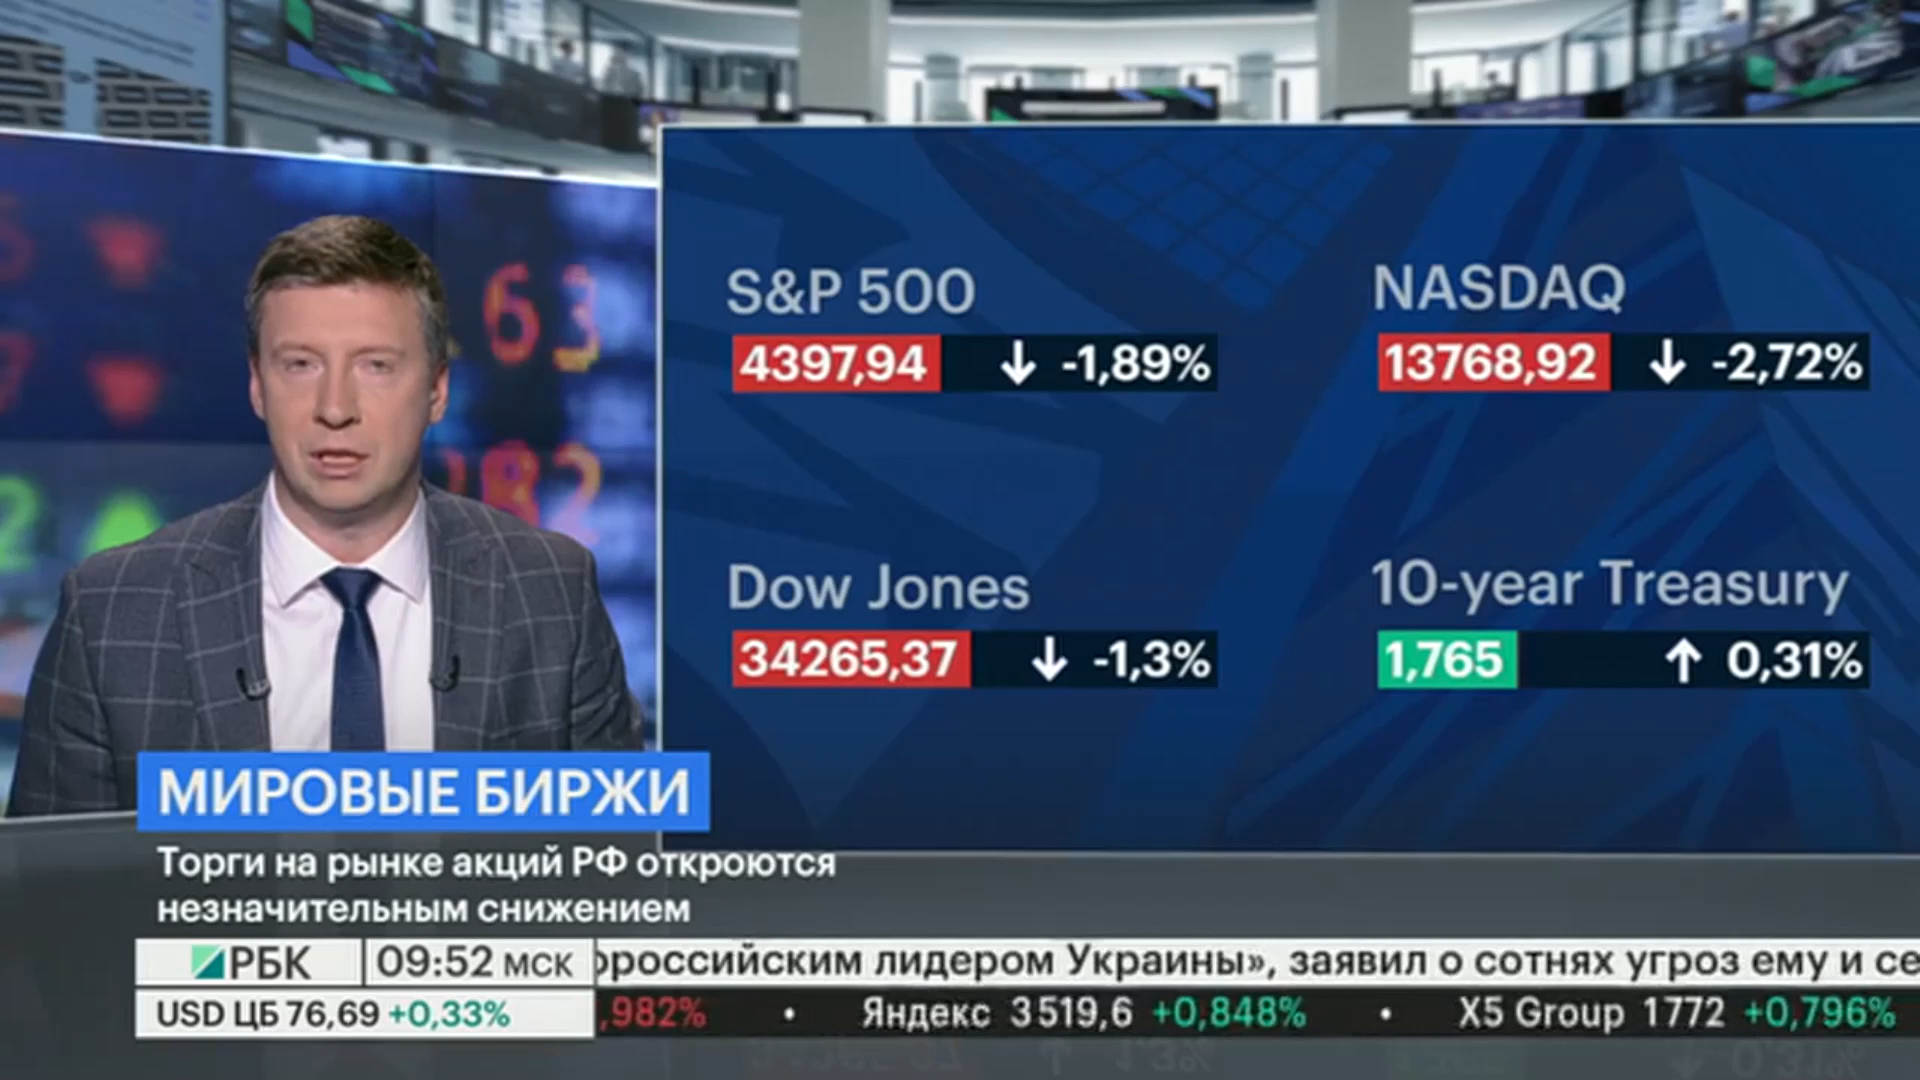 S&P 500
4397,94 ↓ -1,89%
NASDAQ
13768,92 ↓ -2,72%
Dow Jones
34265,37 ↓ -1,3%
10-year Treasury
1,765 ↑ 0,31%
63
282
МИРОВЫЕ БИРЖИ
Торги на рынке акций РФ откроются
незначительным снижением
РБК 09:52 МСК
ороссийским лидером Украины», заявил о сотнях угроз ему и се
USD ЦБ 76,69 +0,33%
,982% • Яндекс 3519,6 +0,848% • X5 Group 1772 +0,796%